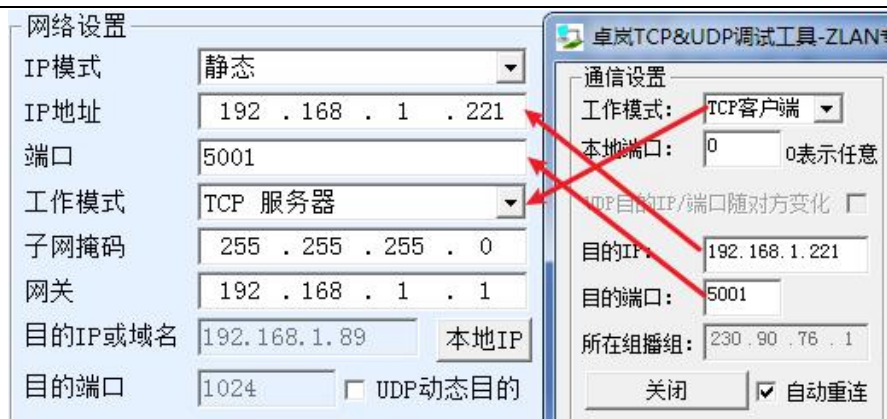 网络设置
IP模式
静态
IP地址
192 . 168 . 1 . 221
端口
5001
工作模式
TCP 服务器
子网掩码
255 . 255 . 255 . 0
网关
192 . 168 . 1 . 1
目的IP或域名
192.168.1.89
本地IP
目的端口
1024
UDP动态目的
卓岚TCP&UDP调试工具-ZLAN
通信设置
工作模式：
TCP客户端
本地端口：
0
0表示任意
UDP目的IP/端口随对方变化
目的IP：
192.168.1.221
目的端口：
5001
所在组播组：
230 . 90 . 76 . 1
关闭
自动重连